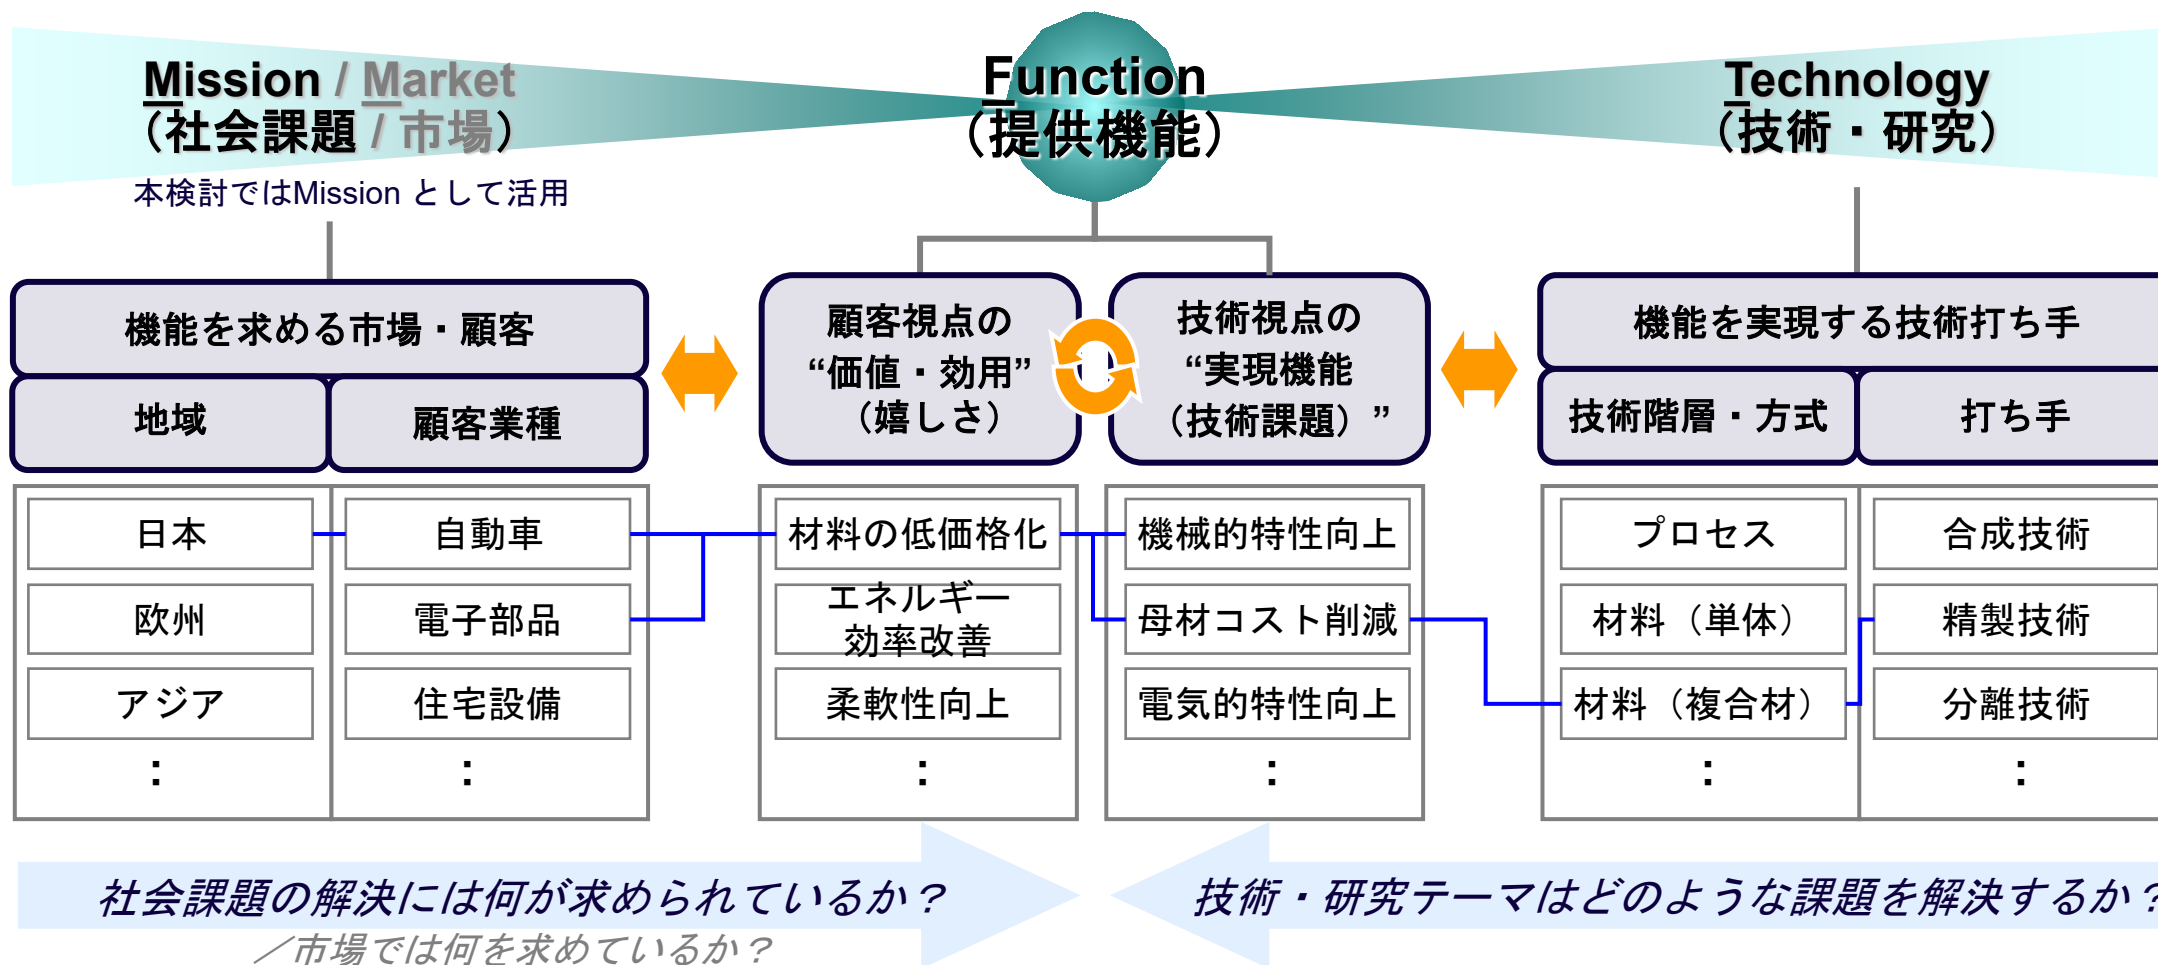 Mission / Market
（社会課題 / 市場）
本検討ではMission として活用
Function
（提供機能）
Technology
（技術・研究）
機能を求める市場・顧客
地域
顧客業種
顧客視点の
“価値・効用”
（嬉しさ）
技術視点の
“実現機能
（技術課題）”
機能を実現する技術打ち手
技術階層・方式
打ち手
日本
欧州
アジア
：
自動車
電子部品
住宅設備
：
材料の低価格化
エネルギー
効率改善
柔軟性向上
：
機械的特性向上
母材コスト削減
電気的特性向上
：
プロセス
材料（単体）
材料（複合材）
：
合成技術
精製技術
分離技術
：
社会課題の解決には何が求められているか？
／市場では何を求めているか？
技術・研究テーマはどのような課題を解決するか？